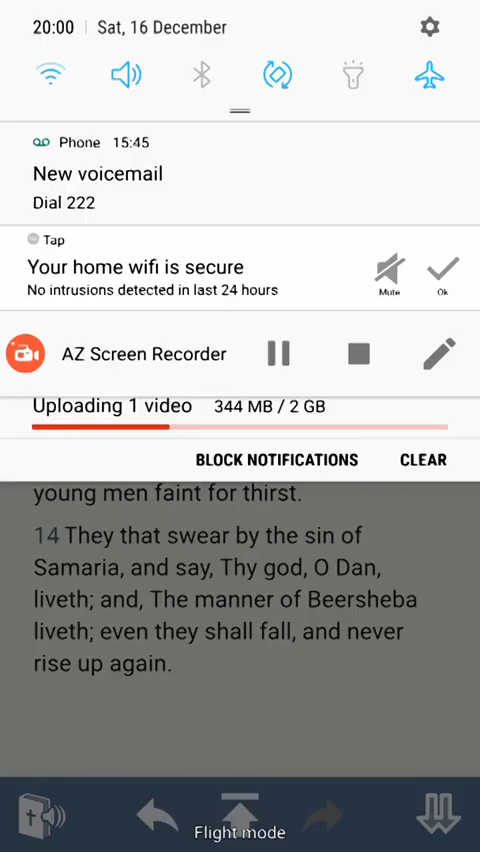 20:00 | Sat, 16 December
Phone 15:45
New voicemail
Dial 222
Tap
Your home wifi is secure
No intrusions detected in last 24 hours
Mute
Ok
AZ Screen Recorder
Uploading 1 video 344 MB / 2 GB
BLOCK NOTIFICATIONS CLEAR
young men faint for thirst.
14 They that swear by the sin of
Samaria, and say, Thy god, O Dan,
liveth; and, The manner of Beersheba
liveth; even they shall fall, and never
rise up again.
Flight mode